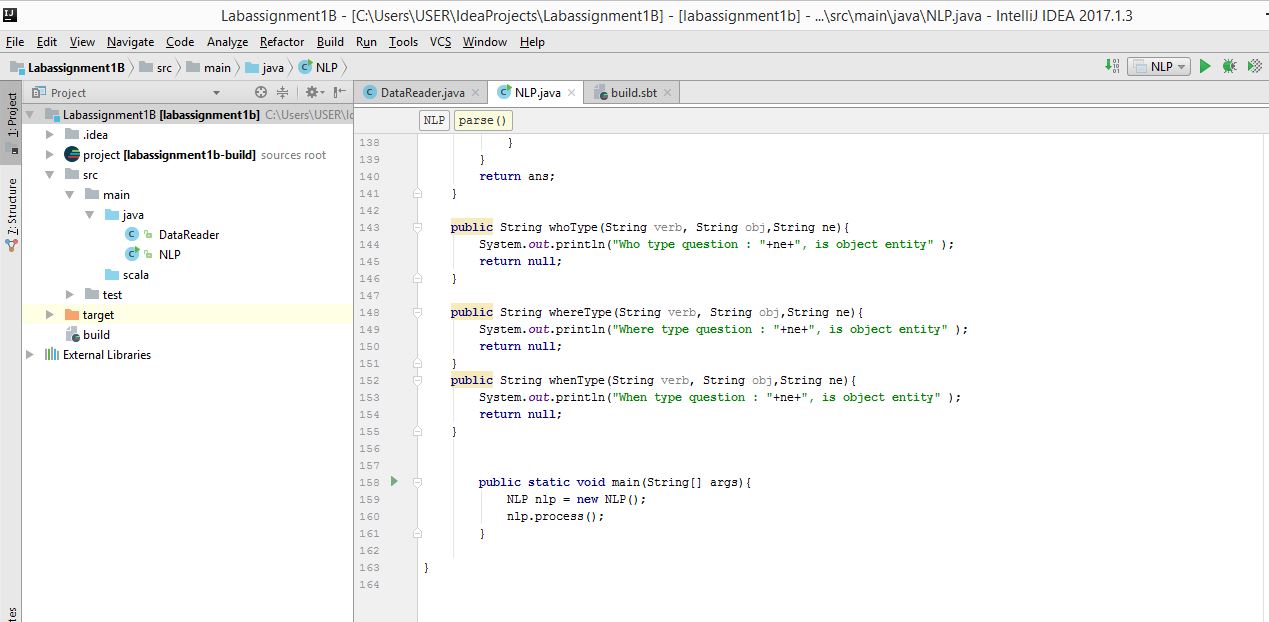 Labassignment1B - [C:\Users\USER\IdeaProjects\Labassignment1B] - [labassignment1b] - ...\src\main\java\NLP.java - IntelliJ IDEA 2017.1.3
File Edit View Navigate Code Analyze Refactor Build Run Tools VCS Window Help
Labassignment1B src main java NLP NLP
Project DataReader.java NLP.java build.sbt
1: Project
7: Structure
Labassignment1B [labassignment1b] C:\Users\USER\Id
.idea
project [labassignment1b-build] sources root
src
main
java
DataReader
NLP
scala
test
target
build
External Libraries
NLP parse()
138 }
139 }
140 return ans;
141 }
142
143 public String whoType(String verb, String obj,String ne){
144 System.out.println("Who type question : "+ne+", is object entity" );
145 return null;
146 }
147
148 public String whereType(String verb, String obj,String ne){
149 System.out.println("Where type question : "+ne+", is object entity" );
150 return null;
151 }
152 public String whenType(String verb, String obj,String ne){
153 System.out.println("When type question : "+ne+", is object entity" );
154 return null;
155 }
156
157
158 public static void main(String[] args){
159 NLP nlp = new NLP();
160 nlp.process();
161 }
162
163 }
164